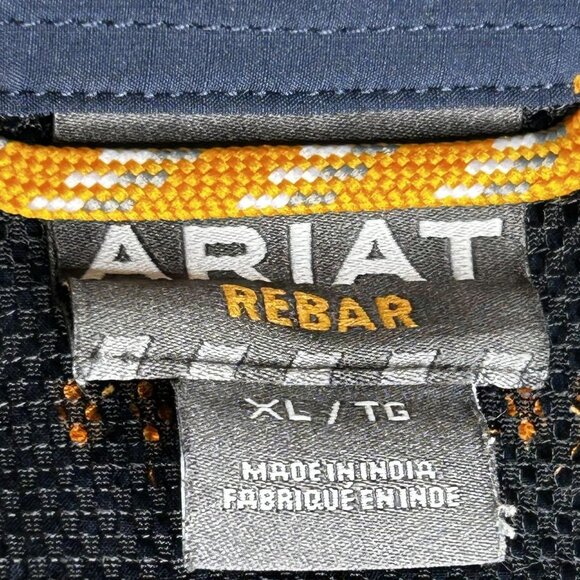 ARIAT
REBAR
XL / TG
MADE IN INDIA
FABRIQUÉ EN INDE